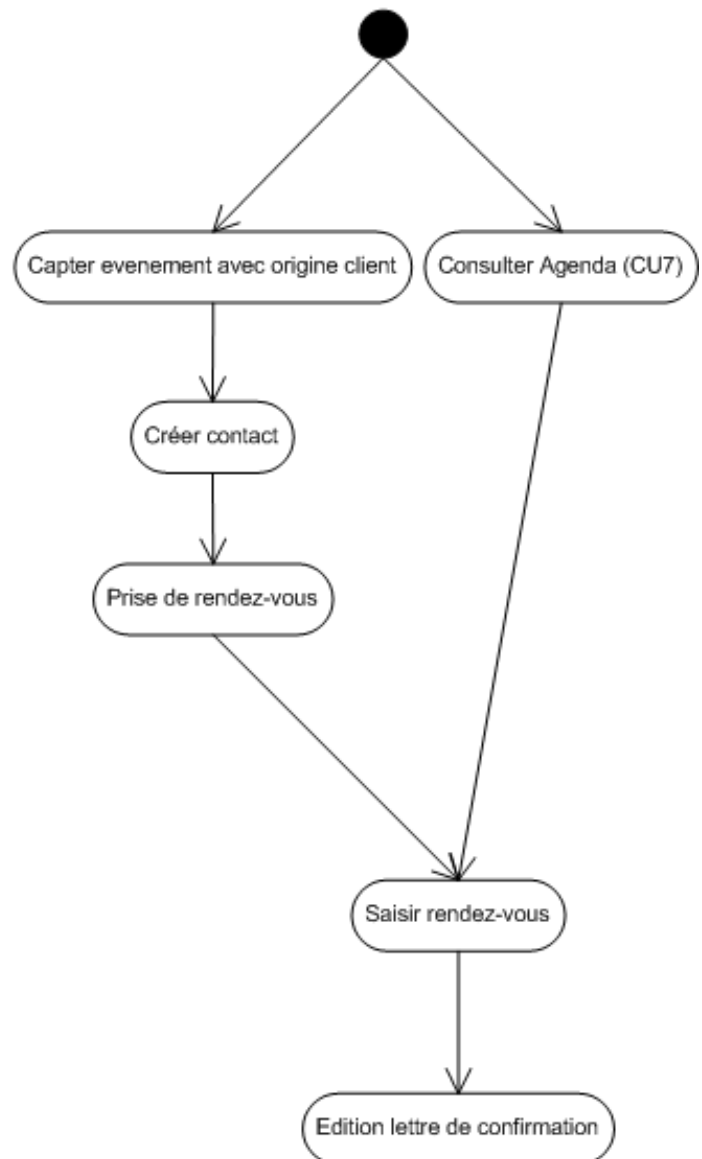 Capter evenement avec origine client
Consulter Agenda (CU7)
Créer contact
Prise de rendez-vous
Saisir rendez-vous
Edition lettre de confirmation